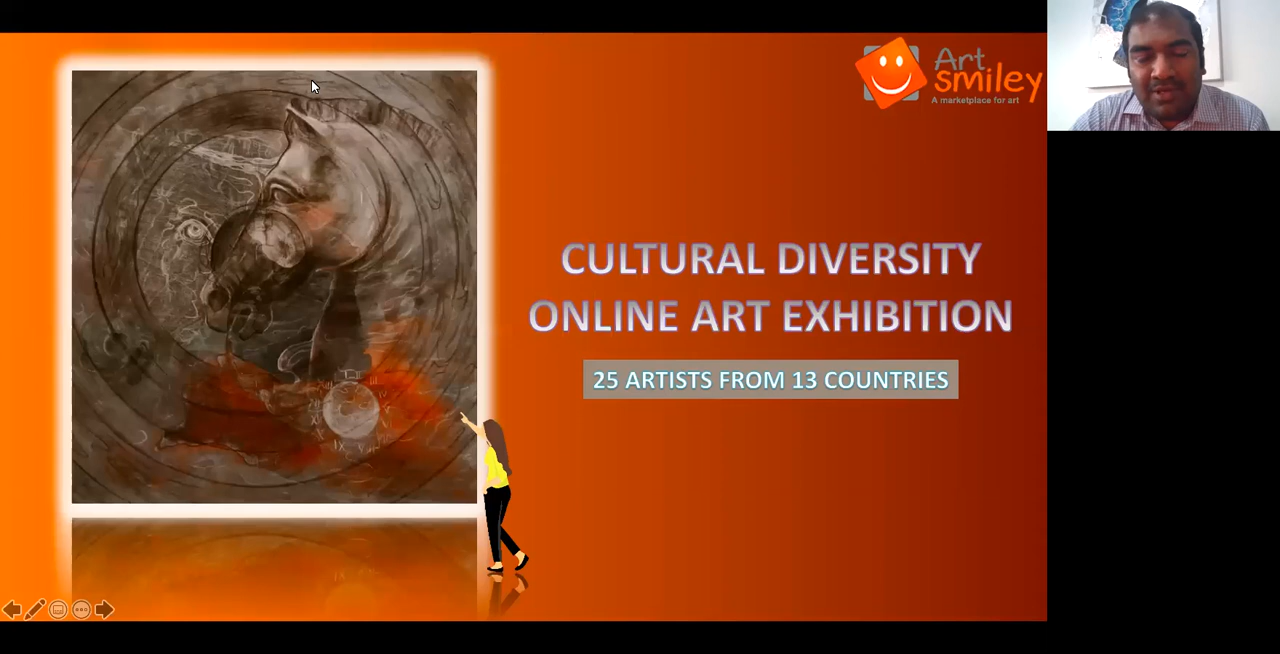 Art
smiley
A marketplace for art
CULTURAL DIVERSITY
ONLINE ART EXHIBITION
25 ARTISTS FROM 13 COUNTRIES